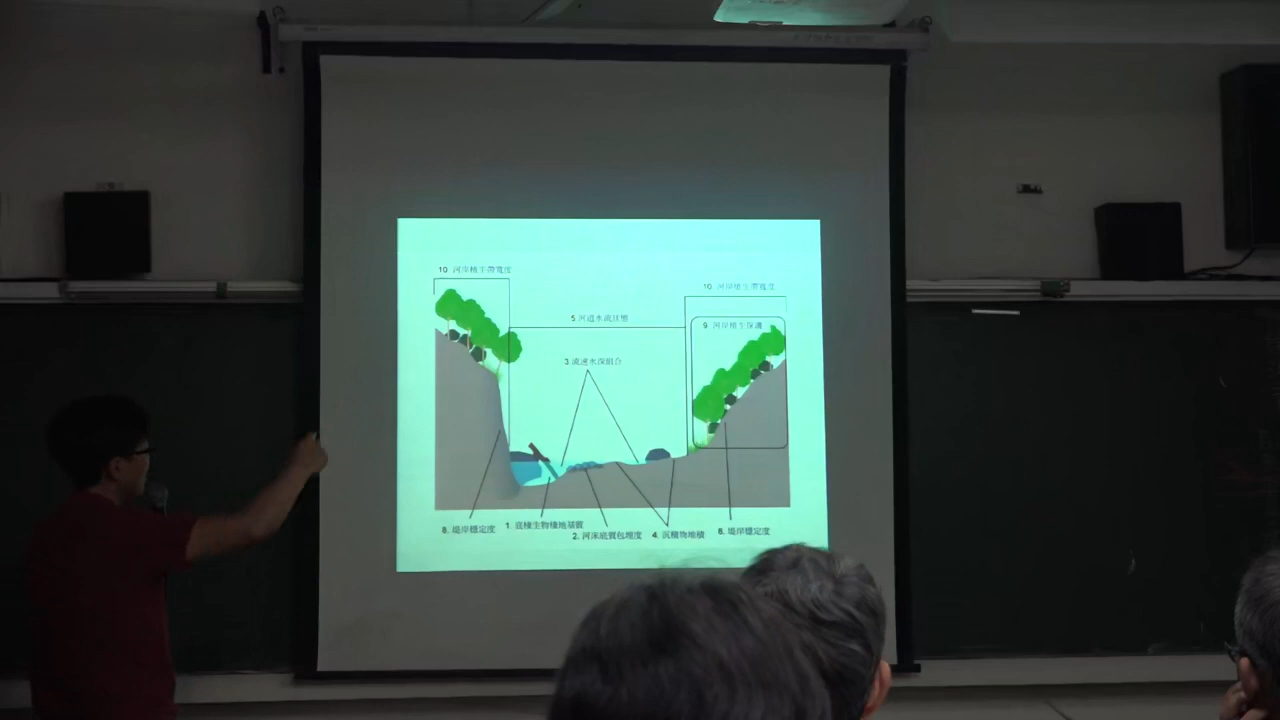 10 河岸植生帶寬度
10. 河岸植生帶寬度
5.河道水流狀態
9 河岸植生保護
3.流速水深組合
8. 堤岸穩定度
1. 底棲生物棲地基質
2. 河床底質包埋度
4. 沉積物堆積
8. 堤岸穩定度